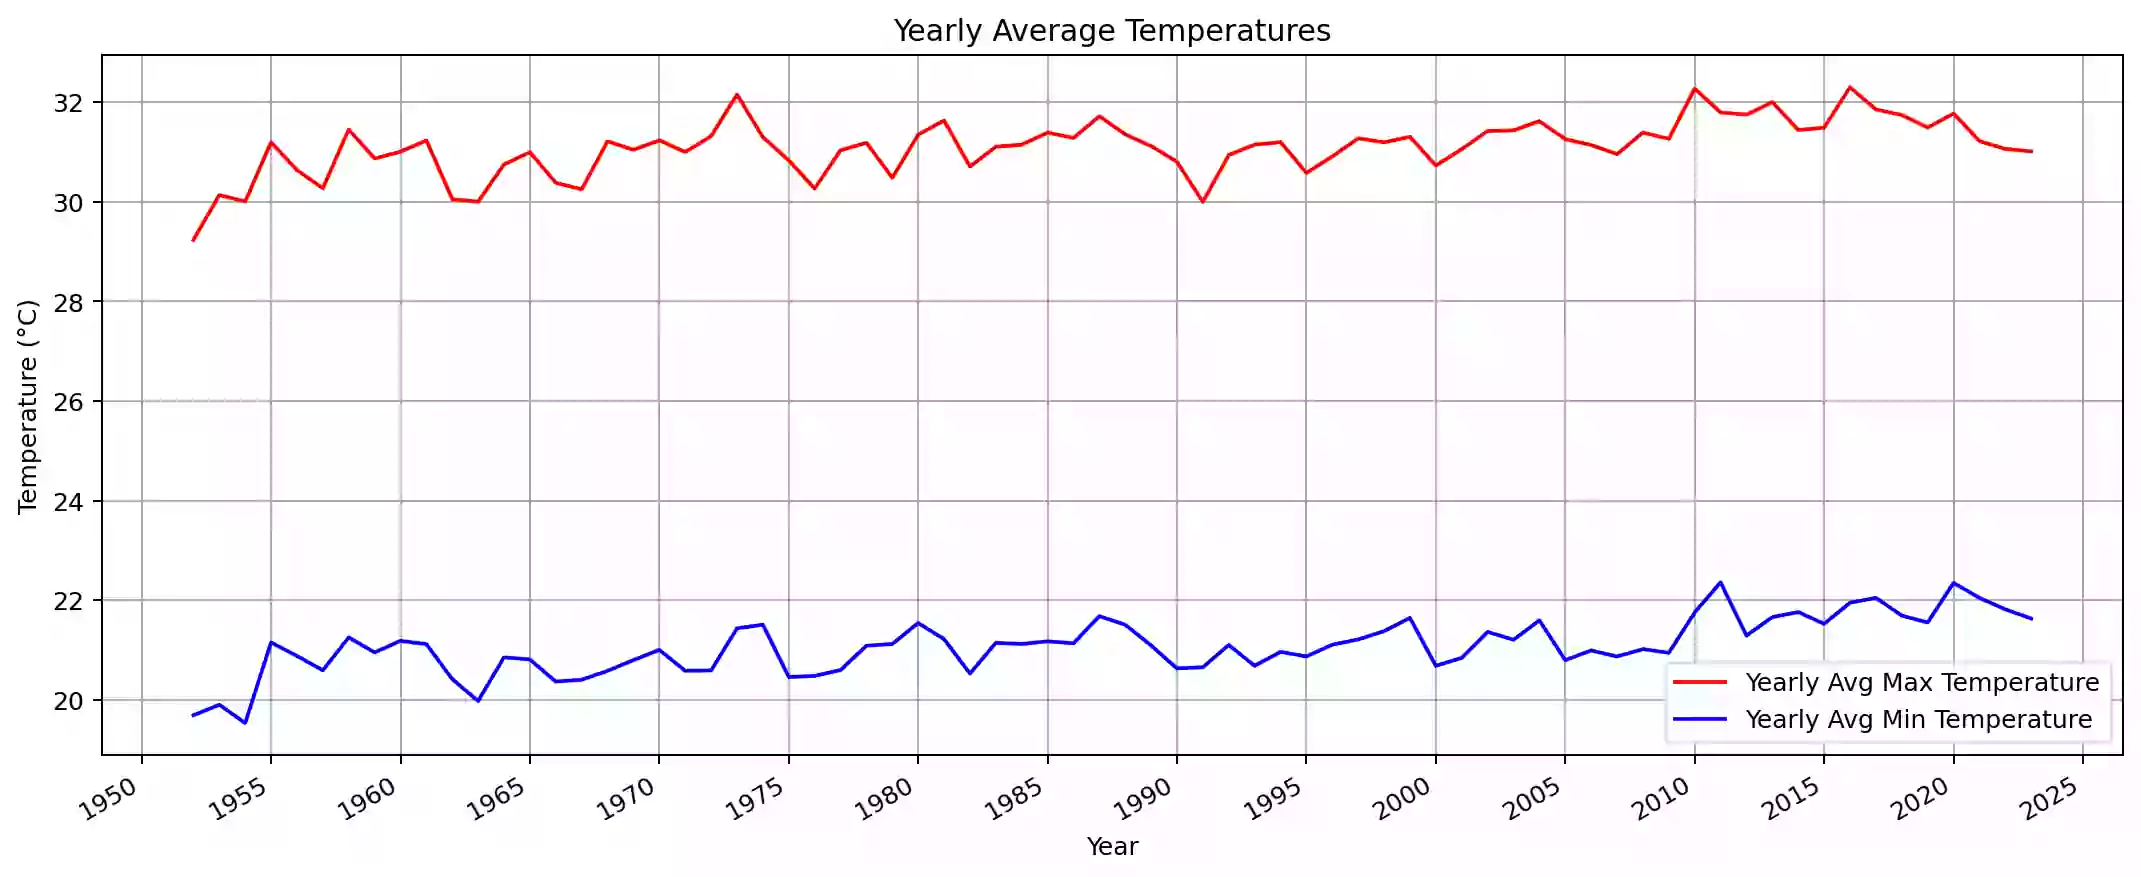 Yearly Average Temperatures
32
30
28
26
24
22
20
Temperature (°C)
Yearly Avg Max Temperature
Yearly Avg Min Temperature
1950 1955 1960 1965 1970 1975 1980 1985 1990 1995 2000 2005 2010 2015 2020 2025
Year